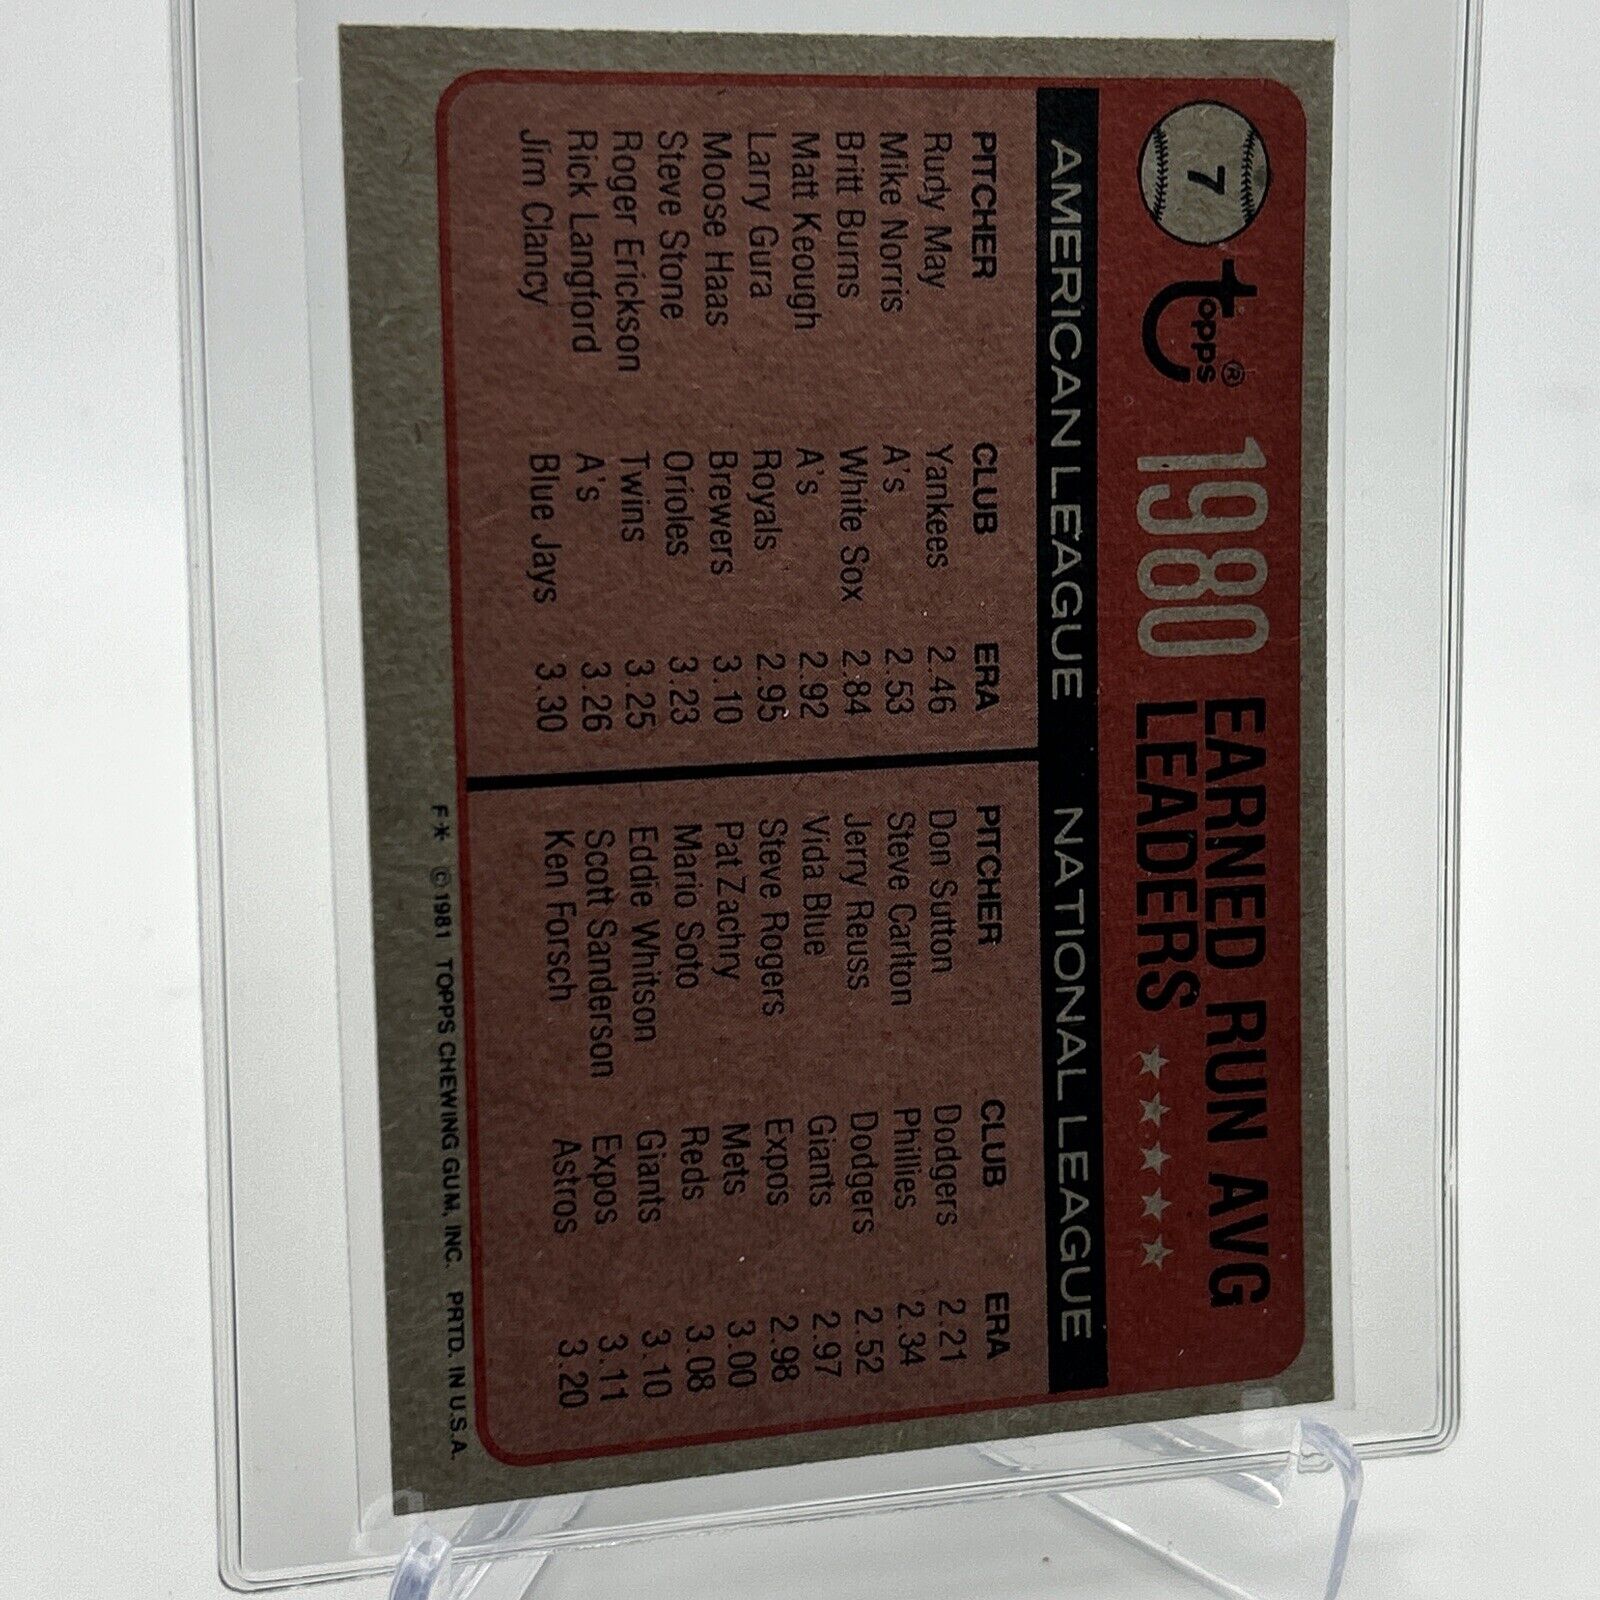 7 Topps® 1980 EARNED RUN AVG
LEADERS ★★★★★
AMERICAN LEAGUE NATIONAL LEAGUE
PITCHER CLUB ERA PITCHER CLUB ERA
Rudy May Yankees 2.46 Don Sutton Dodgers 2.21
Mike Norris A's 2.53 Steve Carlton Phillies 2.34
Britt Burns White Sox 2.84 Jerry Reuss Dodgers 2.52
Matt Keough A's 2.92 Vida Blue Giants 2.97
Larry Gura Royals 2.95 Steve Rogers Expos 2.98
Moose Haas Brewers 3.10 Pat Zachry Mets 3.00
Steve Stone Orioles 3.23 Mario Soto Reds 3.08
Roger Erickson Twins 3.25 Eddie Whitson Giants 3.10
Rick Langford A's 3.26 Scott Sanderson Expos 3.11
Jim Clancy Blue Jays 3.30 Ken Forsch Astros 3.20
F* ©1981 TOPPS CHEWING GUM, INC. PRTD. IN U.S.A.